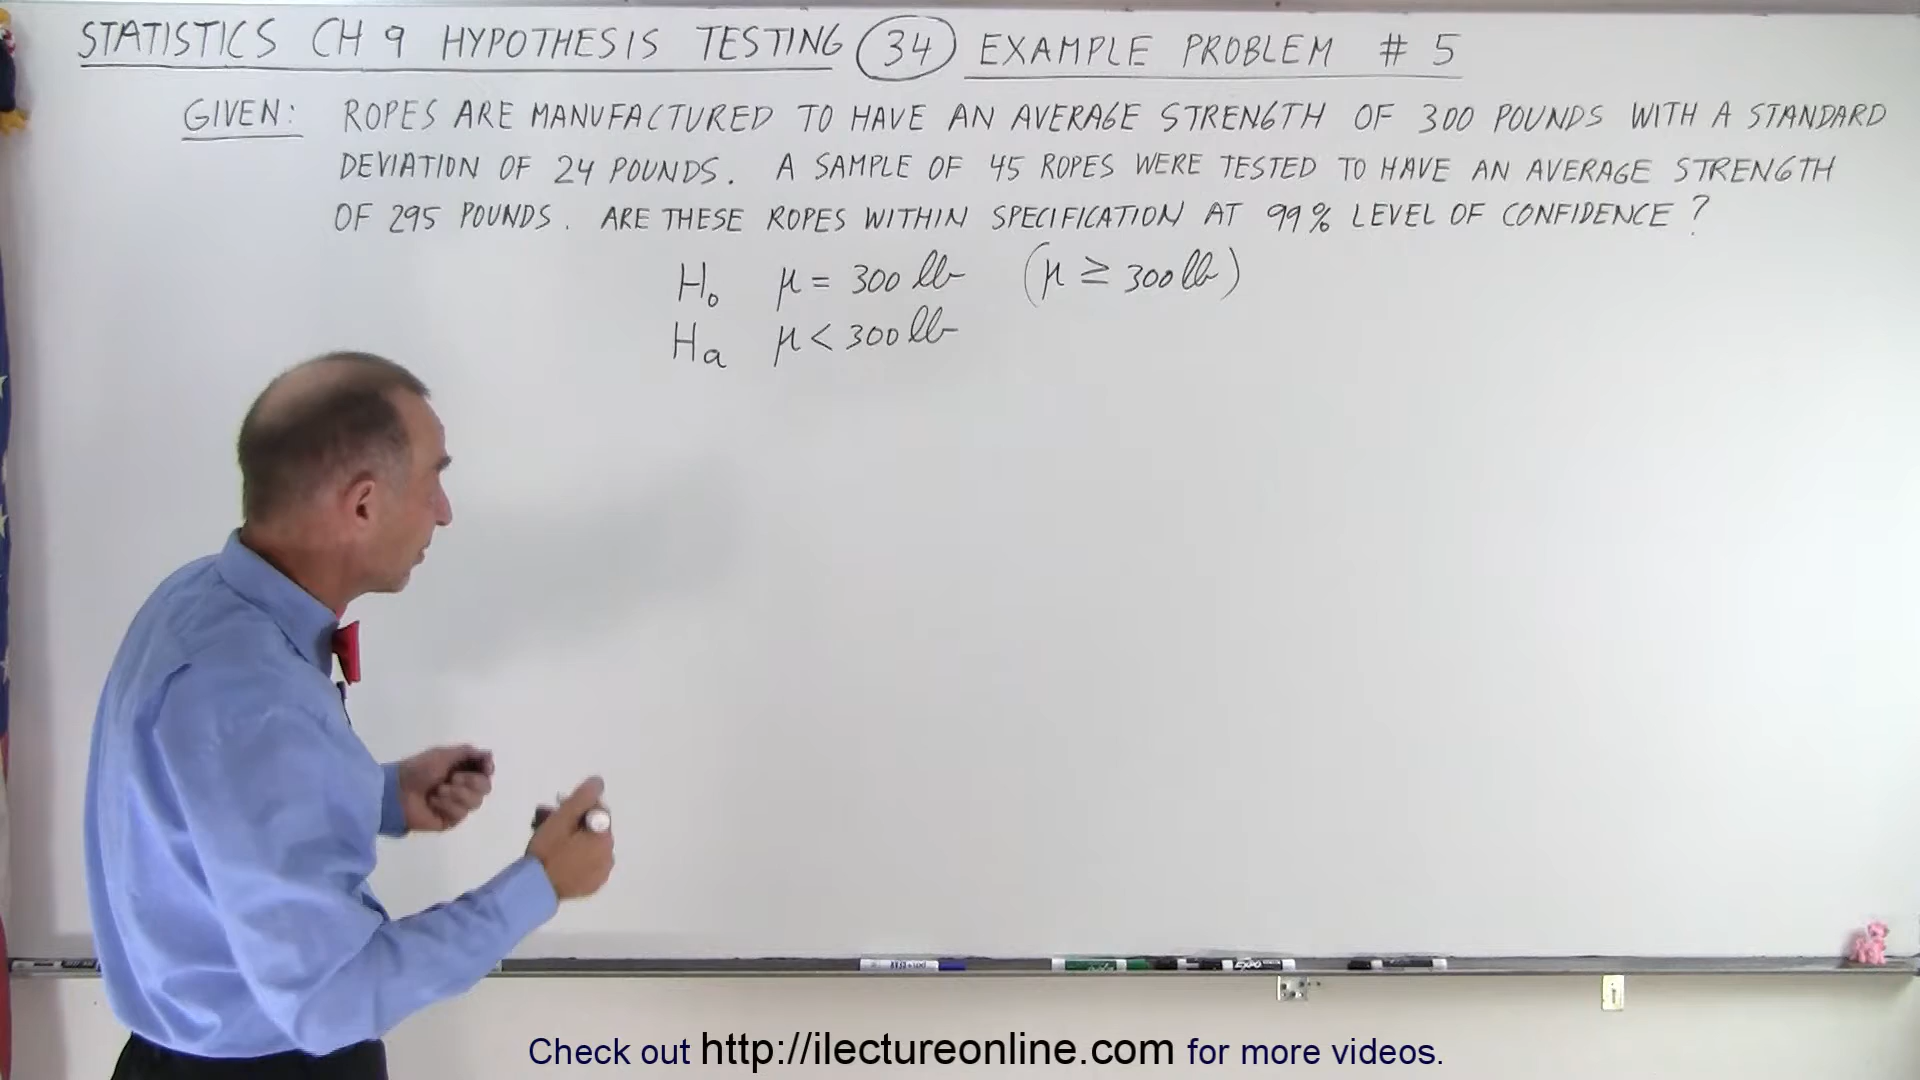 STATISTICS CH 9 HYPOTHESIS TESTING 34 EXAMPLE PROBLEM # 5
GIVEN: ROPES ARE MANUFACTURED TO HAVE AN AVERAGE STRENGTH OF 300 POUNDS WITH A STANDARD
DEVIATION OF 24 POUNDS. A SAMPLE OF 45 ROPES WERE TESTED TO HAVE AN AVERAGE STRENGTH
OF 295 POUNDS. ARE THESE ROPES WITHIN SPECIFICATION AT 99% LEVEL OF CONFIDENCE?
H₀ μ = 300 lb (μ ≥ 300 lb)
Hₐ μ < 300 lb
EXPO
Check out http://ilectureonline.com for more videos.